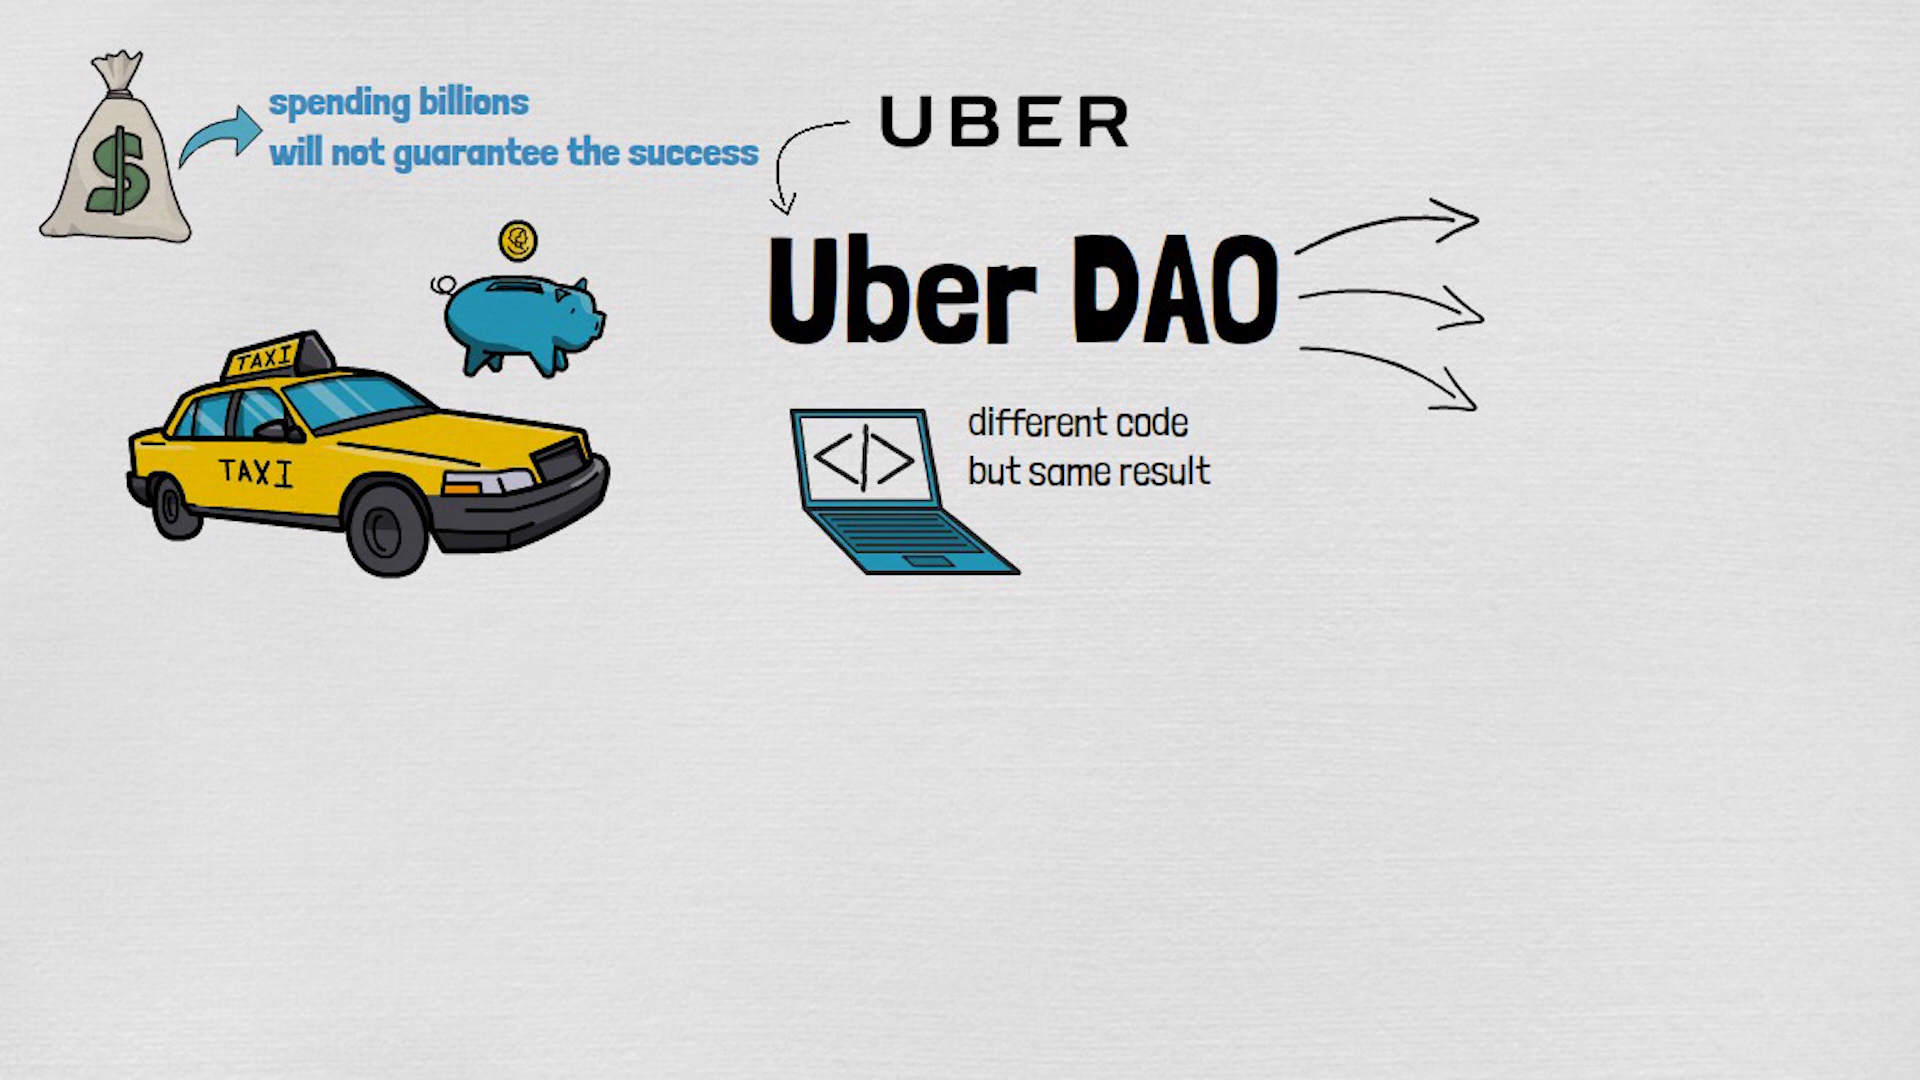 spending billions
will not guarantee the success
UBER
Uber DAO
TAXI
TAXI
different code
but same result